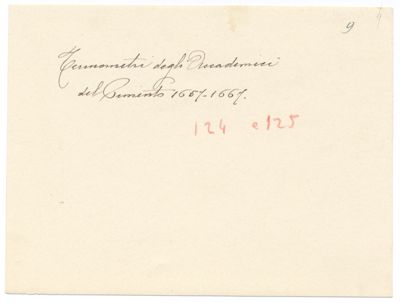 9
Termometri degli Accademici
del Cimento 1657-1667.
124 e 125